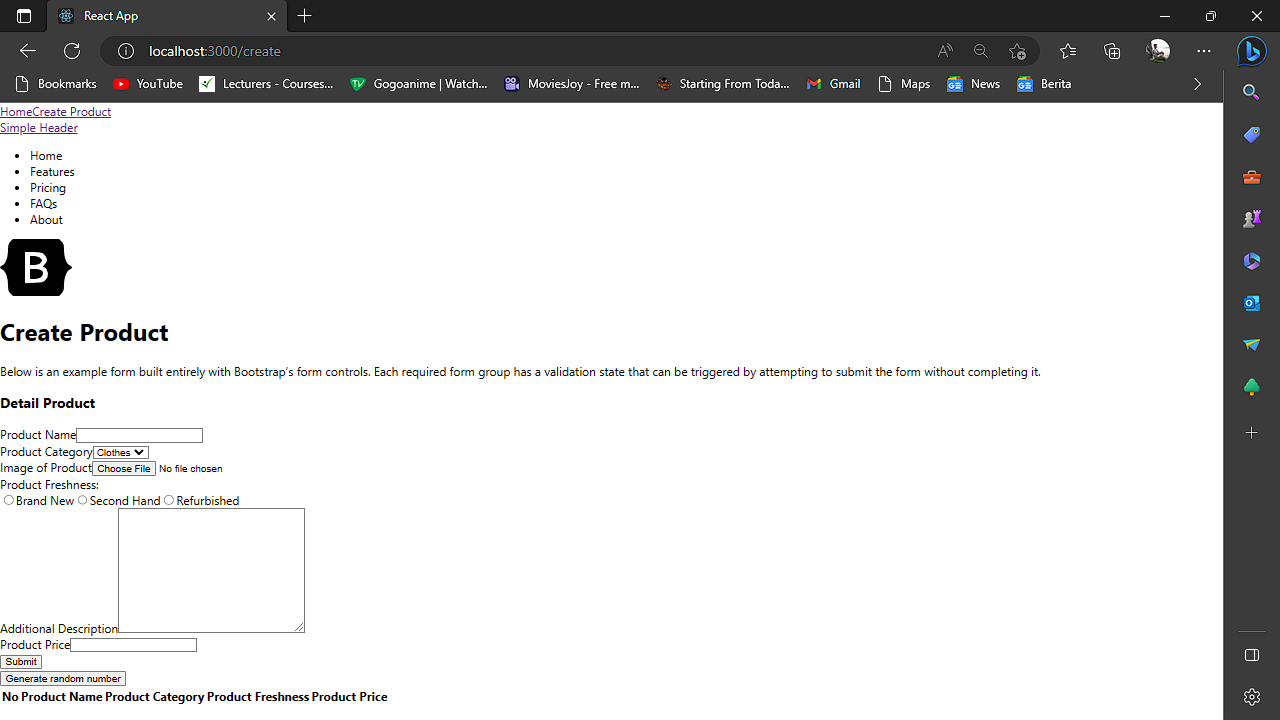 React App
localhost:3000/create
Bookmarks YouTube Lecturers - Courses... Gogoanime | Watch... MoviesJoy - Free m... Starting From Toda... Gmail Maps News Berita
HomeCreate Product
Simple Header
Home
Features
Pricing
FAQs
About
B
Create Product
Below is an example form built entirely with Bootstrap’s form controls. Each required form group has a validation state that can be triggered by attempting to submit the form without completing it.
Detail Product
Product Name
Product Category Clothes
Image of Product Choose File No file chosen
Product Freshness:
Brand New Second Hand Refurbished
Additional Description
Product Price
Submit
Generate random number
No Product Name Product Category Product Freshness Product Price